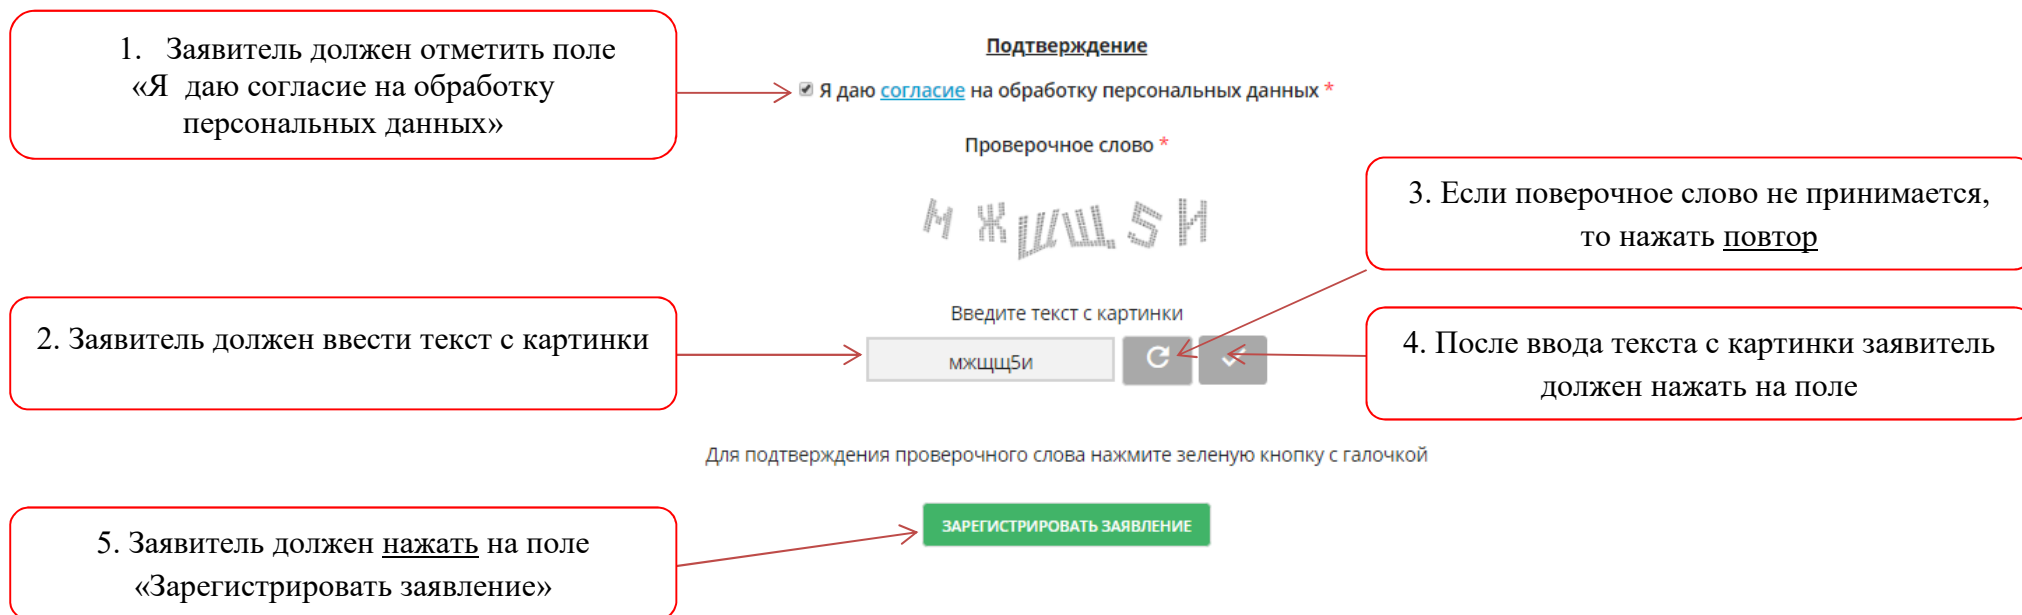 1. Заявитель должен отметить поле
«Я даю согласие на обработку
персональных данных»
Подтверждение
Я даю согласие на обработку персональных данных *
Проверочное слово *
М Ж Ш Щ 5 И
3. Если поверочное слово не принимается,
то нажать повтор
2. Заявитель должен ввести текст с картинки
Введите текст с картинки
мжщщ5и
4. После ввода текста с картинки заявитель
должен нажать на поле
Для подтверждения проверочного слова нажмите зеленую кнопку с галочкой
5. Заявитель должен нажать на поле
«Зарегистрировать заявление»
ЗАРЕГИСТРИРОВАТЬ ЗАЯВЛЕНИЕ